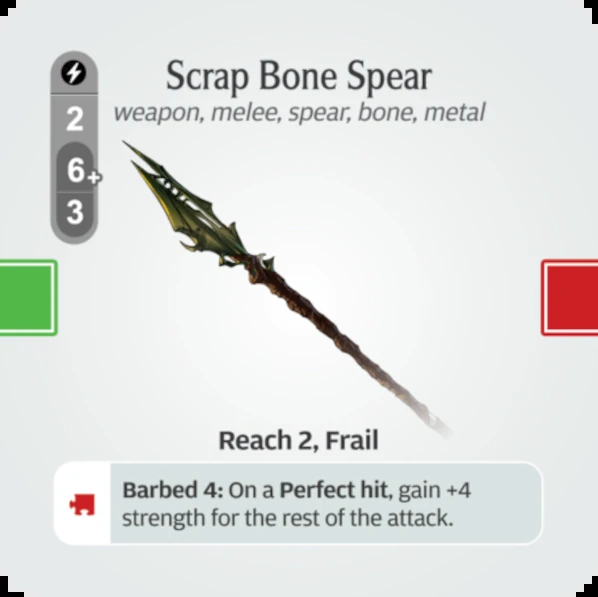 Scrap Bone Spear
weapon, melee, spear, bone, metal
2
6+
3
Reach 2, Frail
Barbed 4: On a Perfect hit, gain +4
strength for the rest of the attack.